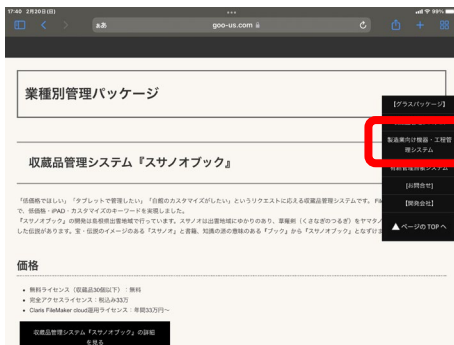 17:40 2月20日(日)
99%
ああ
goo-us.com
業種別管理パッケージ
【グラスパッケージ】
製造業向け機器・工程管
理システム
[お問合せ]
【開発会社】
▲ ページの TOP へ
収蔵品管理システム『スサノオブック』
「低価格でほしい」「タブレットで管理したい」「自館のカスタマイズがしたい」というリクエストに応える収蔵品管理システムです。
で、低価格・iPAD・カスタマイズのキーワードを実現しました。
『スサノオブック』の開発は島根県出雲地域で行っています。スサノオは出雲地域にゆかりのあり、草薙剣（くさなぎのつるぎ）をヤマタノ
した伝説があります。宝・伝説のイメージのある「スサノオ」と書籍、知識の源の意味のある「ブック」から「スサノオブック」となづけま
価格
• 無料ライセンス（収蔵品30個以下）：無料
• 完全アクセスライセンス：税込み33万
• Claris FileMaker cloud運用ライセンス：年間33万円〜
収蔵品管理システム『スサノオブック』の詳細
を見る